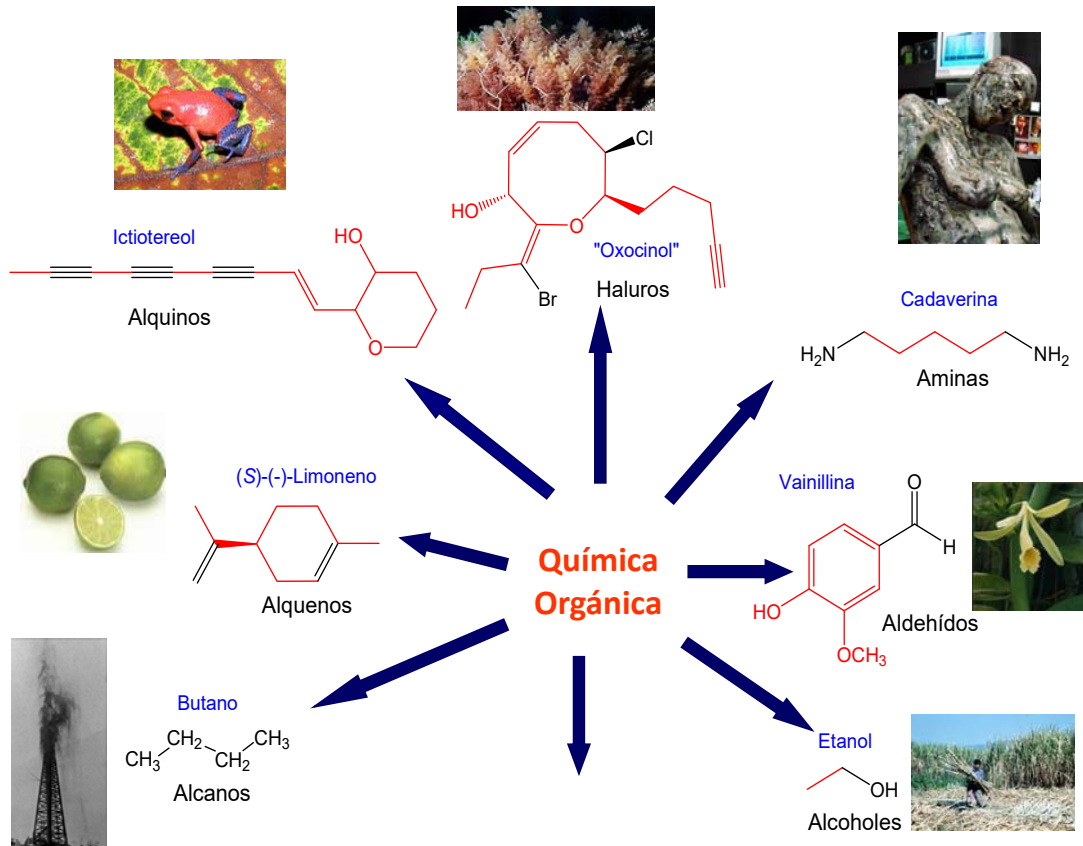 Cl
HO
O
"Oxocinol"
Br
Haluros
Ictiotereol
HO
Alquinos
O
Cadaverina
H₂N
NH₂
Aminas
(S)-(-)-Limoneno
Alquenos
Química
Orgánica
Vainillina
O
H
HO
OCH₃
Aldehídos
Butano
CH₃
CH₂
CH₂
CH₃
Alcanos
Etanol
OH
Alcoholes